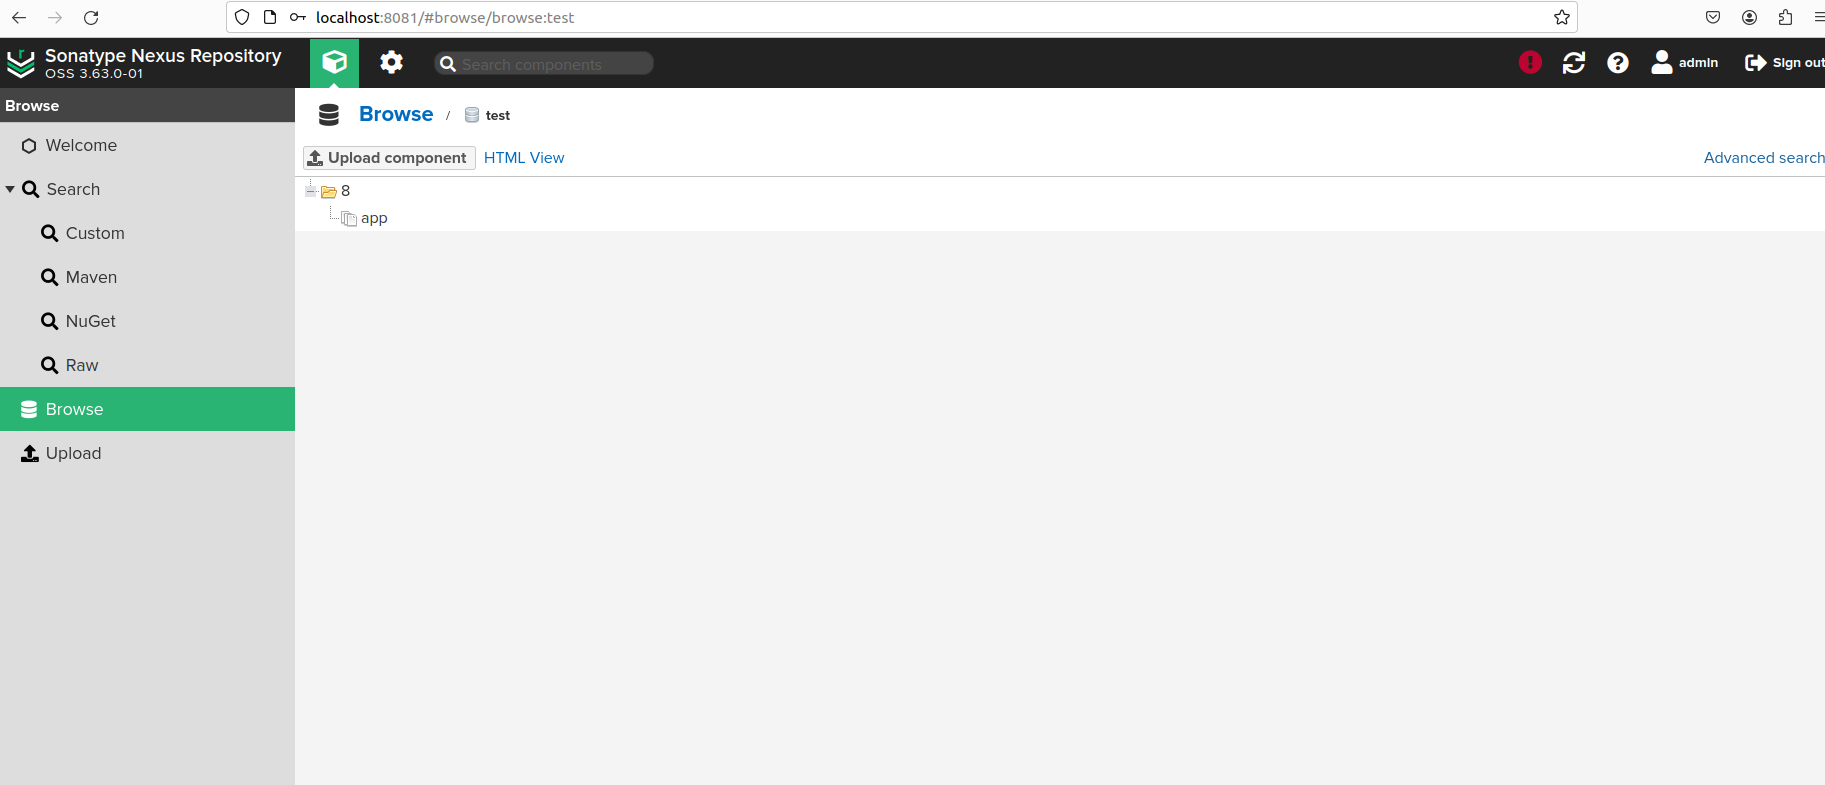 localhost:8081/#browse/browse:test
Sonatype Nexus Repository
OSS 3.63.0-01
Search components
admin
Sign out
Browse
Welcome
Search
Custom
Maven
NuGet
Raw
Browse
Upload
Browse / test
Upload component
HTML View
Advanced search
8
app